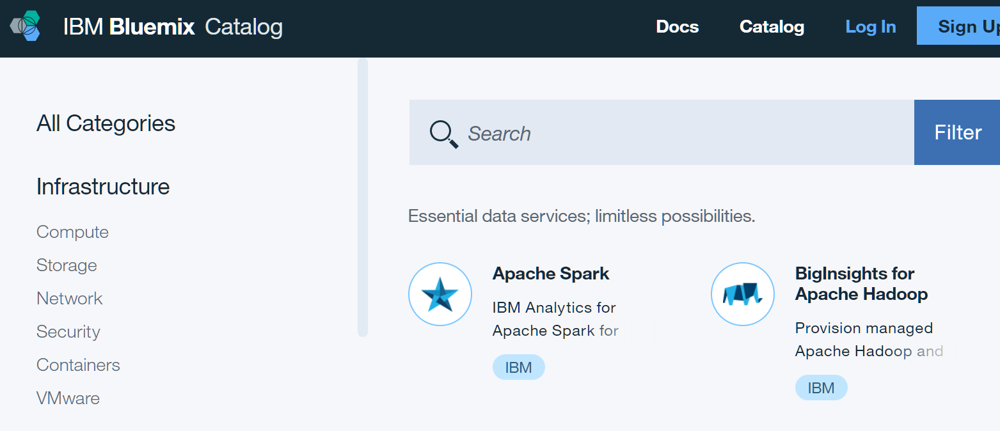 IBM Bluemix Catalog
Docs
Catalog
Log In
Sign Up
All Categories
Infrastructure
Compute
Storage
Network
Security
Containers
VMware
Search
Filter
Essential data services; limitless possibilities.
Apache Spark
IBM Analytics for
Apache Spark for
IBM
BigInsights for
Apache Hadoop
Provision managed
Apache Hadoop and
IBM